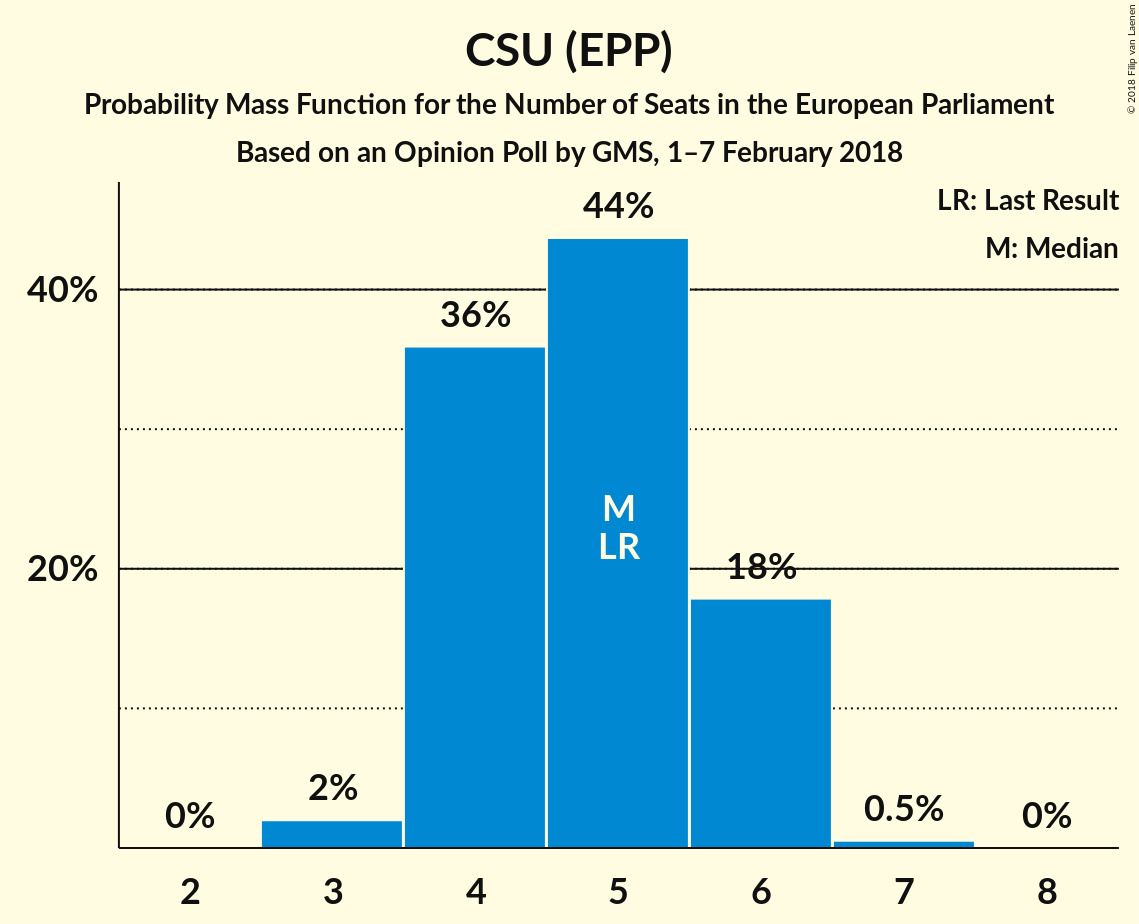 CSU (EPP)
Probability Mass Function for the Number of Seats in the European Parliament
Based on an Opinion Poll by GMS, 1–7 February 2018
© 2018 Filip van Laenen
LR: Last Result
M: Median
44%
40%
36%
M
LR
20%
18%
2%
0%
0.5%
0%
2 3 4 5 6 7 8